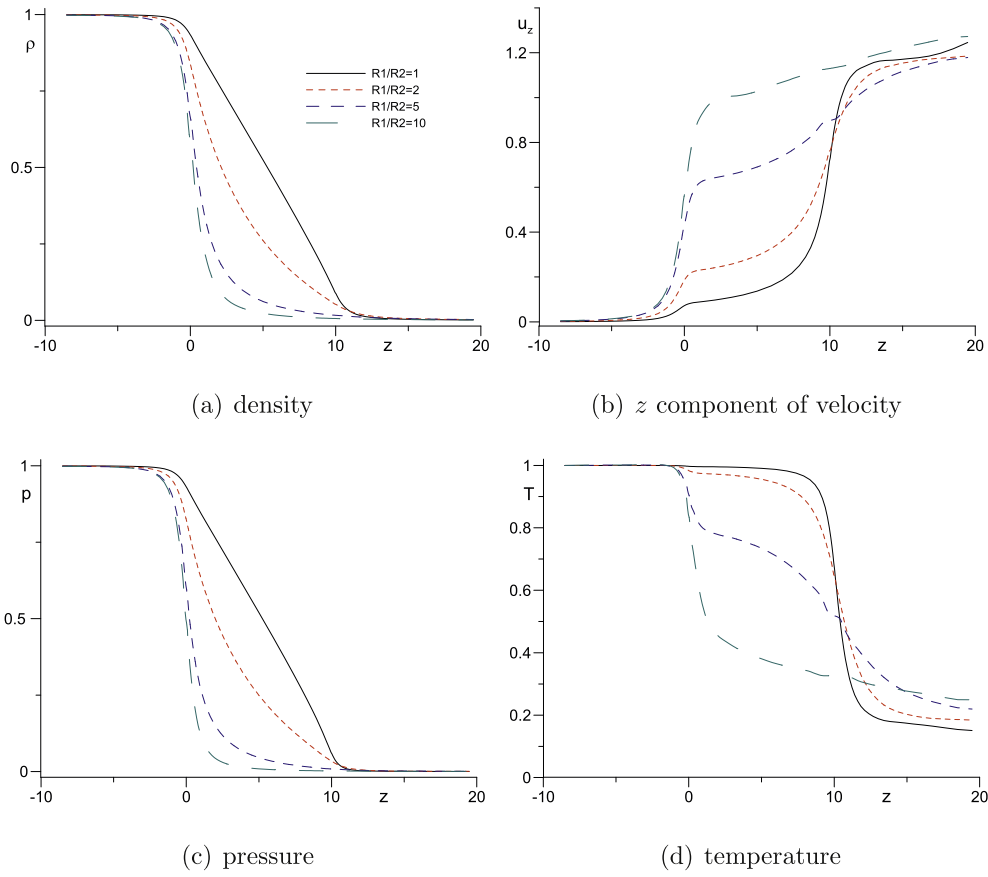 1
ρ
0.5
0
-10
0
10
z
20
R1/R2=1
R1/R2=2
R1/R2=5
R1/R2=10
(a) density
u_z
1.2
0.8
0.4
0
-10
0
10
z
20
(b) z component of velocity
1
p
0.5
0
-10
0
10
z
20
(c) pressure
1
T
0.8
0.6
0.4
0.2
0
-10
0
10
z
20
(d) temperature